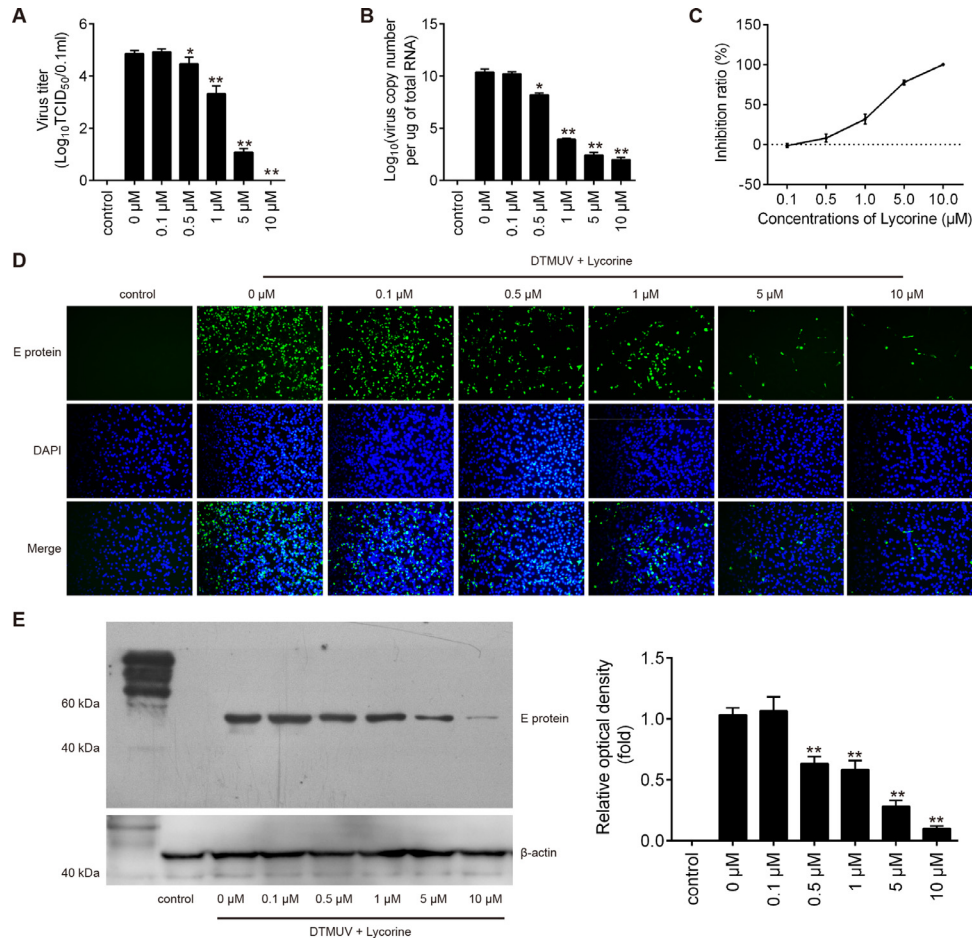 A
Virus titer
(Log10TCID50/0.1ml)
6
4
2
0
*
**
**
**
control
0 µM
0.1 µM
0.5 µM
1 µM
5 µM
10 µM
B
Log10(virus copy number
per ug of total RNA)
15
10
5
0
*
**
**
**
control
0 µM
0.1 µM
0.5 µM
1 µM
5 µM
10 µM
C
Inhibition ratio (%)
150
100
50
0
-50
0.1 0.5 1.0 5.0 10.0
Concentrations of Lycorine (µM)
D
DTMUV + Lycorine
control 0 µM 0.1 µM 0.5 µM 1 µM 5 µM 10 µM
E protein
DAPI
Merge
E
60 kDa
40 kDa
E protein
β-actin
40 kDa
control 0 µM 0.1 µM 0.5 µM 1 µM 5 µM 10 µM
DTMUV + Lycorine
Relative optical density
(fold)
1.5
1.0
0.5
0.0
**
**
**
**
control
0 µM
0.1 µM
0.5 µM
1 µM
5 µM
10 µM